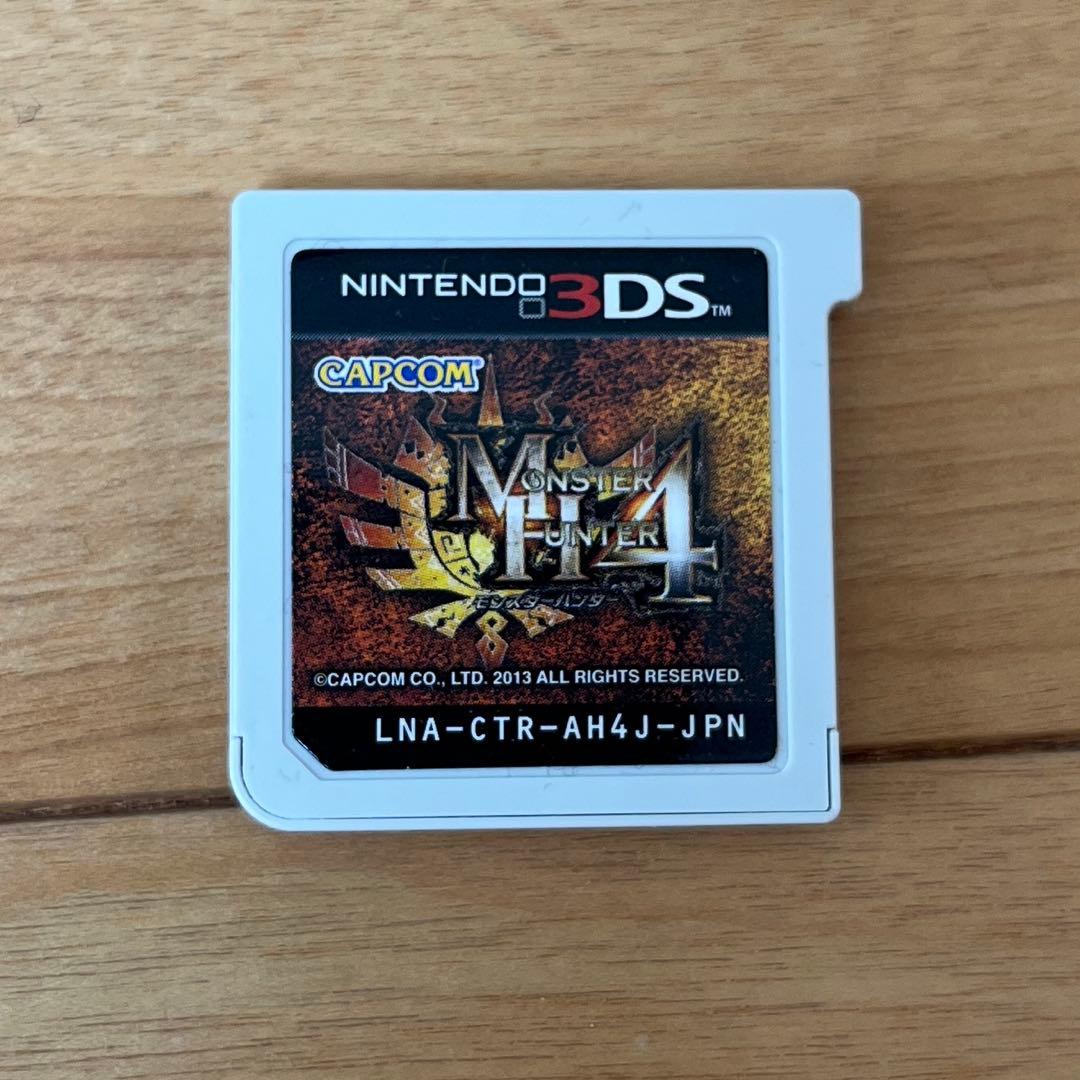 NINTENDO 3DS™
CAPCOM®
MONSTER
HUNTER 4
モンスターハンター
©CAPCOM CO., LTD. 2013 ALL RIGHTS RESERVED.
LNA-CTR-AH4J-JPN